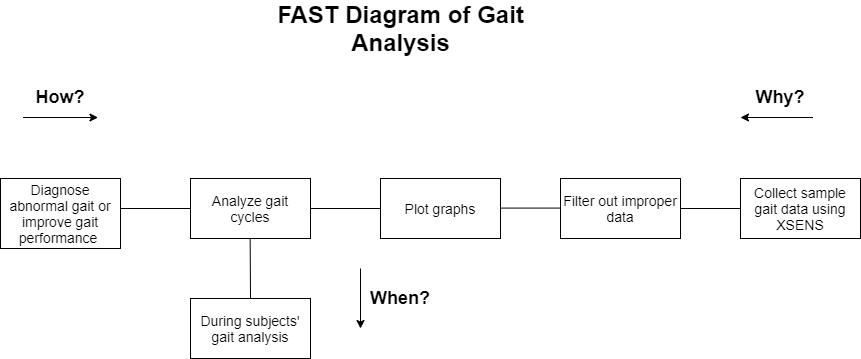 FAST Diagram of Gait
Analysis
How?
Why?
Diagnose
abnormal gait or
improve gait
performance
Analyze gait
cycles
Plot graphs
Filter out improper
data
Collect sample
gait data using
XSENS
During subjects'
gait analysis
When?